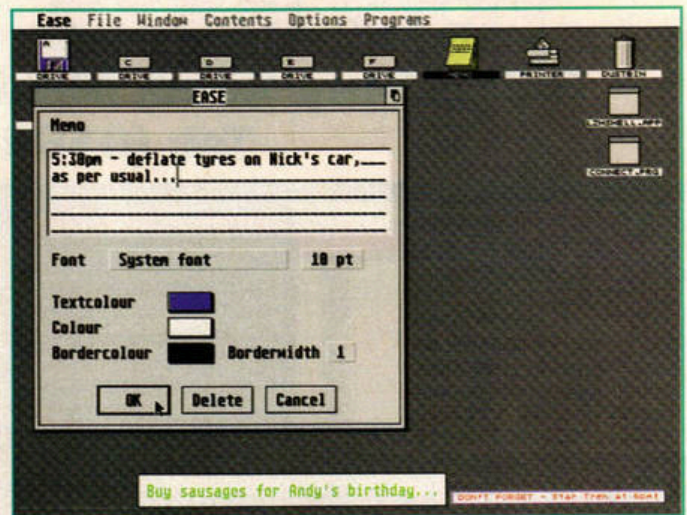 Ease File Window Contents Options Programs
A C D E F
DRIVE DRIVE DRIVE DRIVE DRIVE PRINTER DUSTBIN
EASE
Memo
5:30pm - deflate tyres on Nick's car,
as per usual...
CONNECT.PRG
Font System font 10 pt
Textcolour
Colour
Bordercolour Borderwidth 1
OK Delete Cancel
Buy sausages for Andy's birthday...
DON'T FORGET - Star Trek at 6pm!